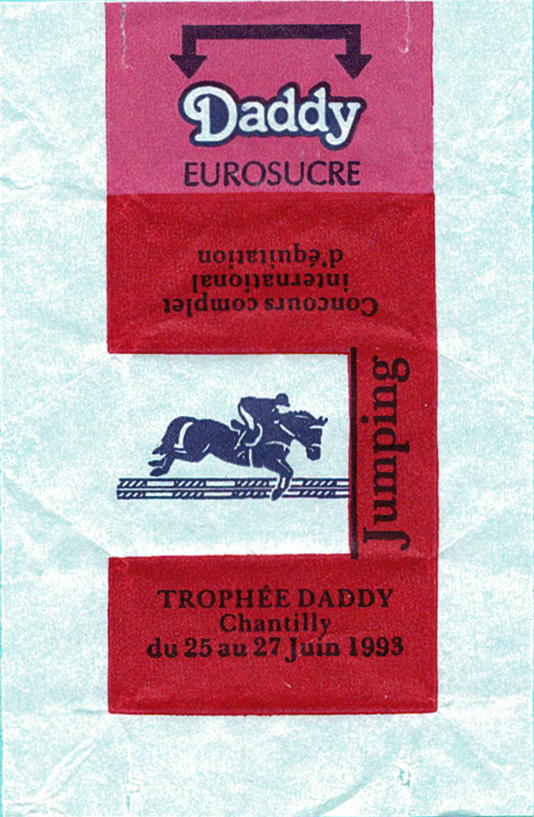 Daddy
EUROSUCRE
Concours complet
international
d'équitation
Jumping
TROPHÉE DADDY
Chantilly
du 25 au 27 Juin 1993